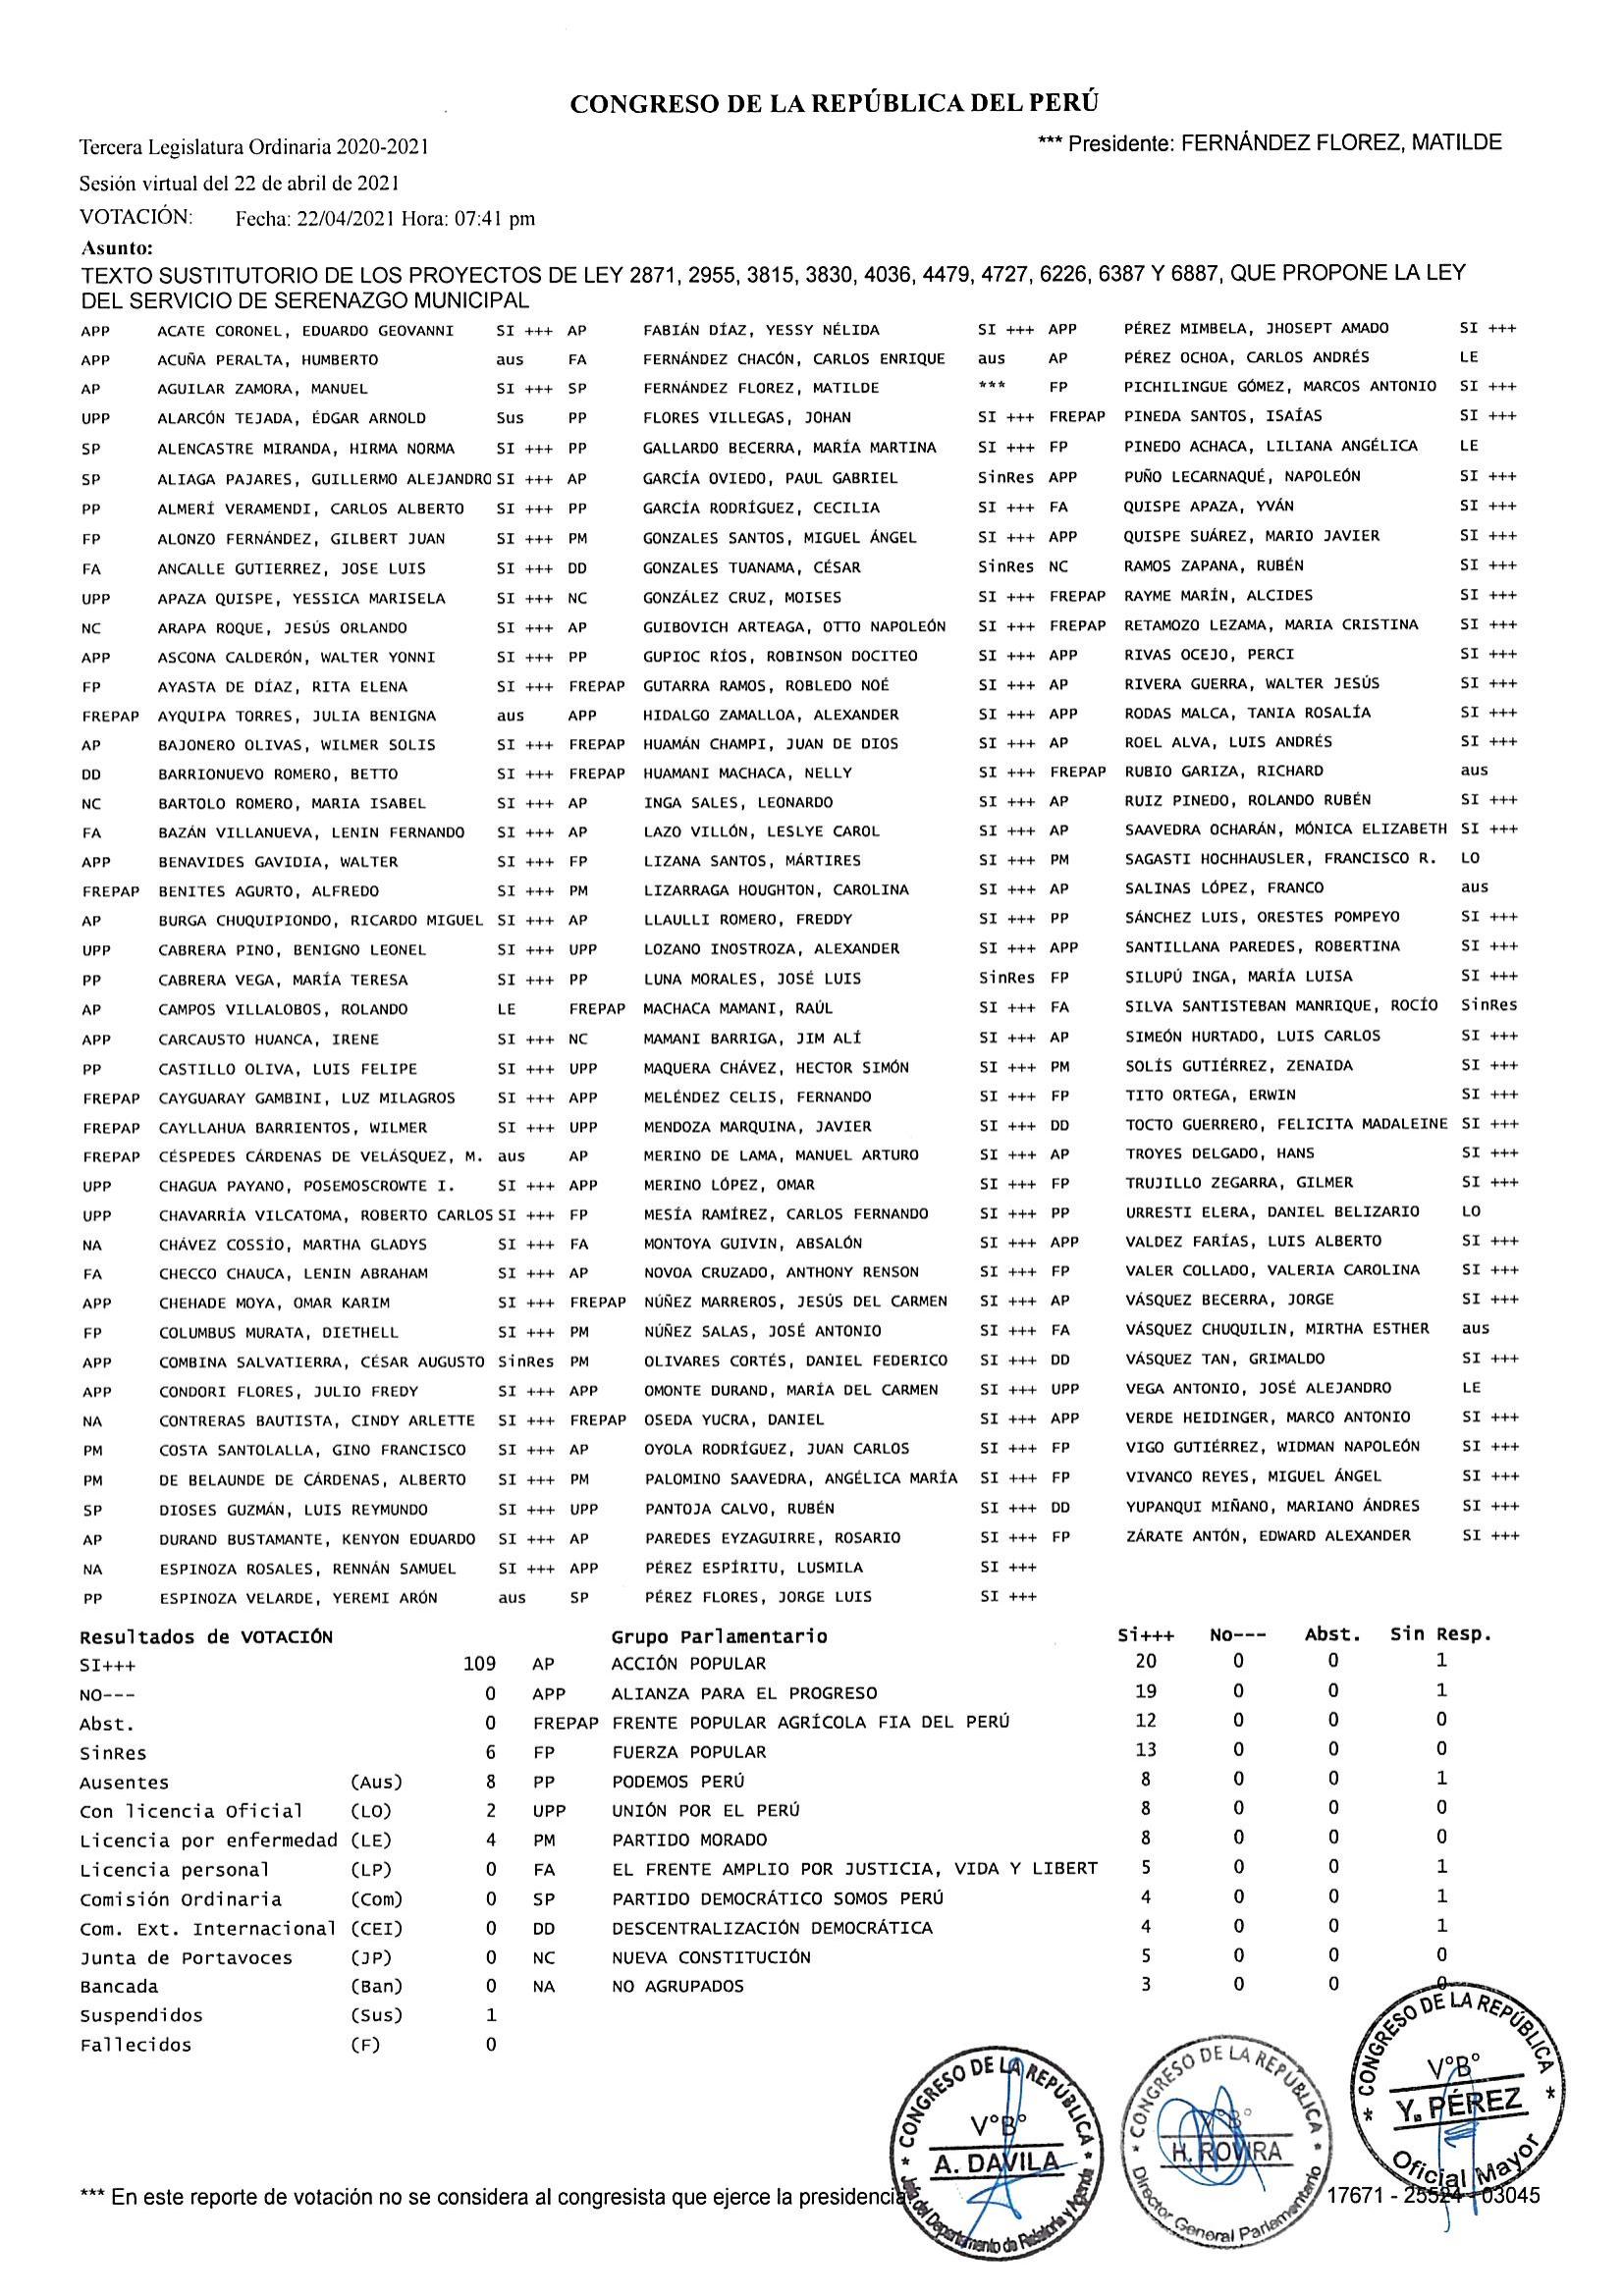 CONGRESO DE LA REPÚBLICA DEL PERÚ
Tercera Legislatura Ordinaria 2020-2021 *** Presidente: FERNÁNDEZ FLOREZ, MATILDE
Sesión virtual del 22 de abril de 2021
VOTACIÓN: Fecha: 22/04/2021 Hora: 07:41 pm
Asunto:
TEXTO SUSTITUTORIO DE LOS PROYECTOS DE LEY 2871, 2955, 3815, 3830, 4036, 4479, 4727, 6226, 6387 Y 6887, QUE PROPONE LA LEY
DEL SERVICIO DE SERENAZGO MUNICIPAL
APP ACATE CORONEL, EDUARDO GEOVANNI SI +++ AP FABIÁN DÍAZ, YESSY NÉLIDA SI +++ APP PÉREZ MIMBELA, JHOSEPT AMADO SI +++
APP ACUÑA PERALTA, HUMBERTO aus FA FERNÁNDEZ CHACÓN, CARLOS ENRIQUE aus AP PÉREZ OCHOA, CARLOS ANDRÉS LE
AP AGUILAR ZAMORA, MANUEL SI +++ SP FERNÁNDEZ FLOREZ, MATILDE *** FP PICHILINGUE GÓMEZ, MARCOS ANTONIO SI +++
UPP ALARCÓN TEJADA, ÉDGAR ARNOLD Sus PP FLORES VILLEGAS, JOHAN SI +++ FREPAP PINEDA SANTOS, ISAÍAS SI +++
SP ALENCASTRE MIRANDA, HIRMA NORMA SI +++ PP GALLARDO BECERRA, MARÍA MARTINA SI +++ FP PINEDO ACHACA, LILIANA ANGÉLICA LE
SP ALIAGA PAJARES, GUILLERMO ALEJANDRO SI +++ AP GARCÍA OVIEDO, PAUL GABRIEL SinRes APP PUÑO LECARNAQUÉ, NAPOLEÓN SI +++
PP ALMERÍ VERAMENDI, CARLOS ALBERTO SI +++ PP GARCÍA RODRÍGUEZ, CECILIA SI +++ FA QUISPE APAZA, YVÁN SI +++
FP ALONZO FERNÁNDEZ, GILBERT JUAN SI +++ PM GONZALES SANTOS, MIGUEL ÁNGEL SI +++ APP QUISPE SUÁREZ, MARIO JAVIER SI +++
FA ANCALLE GUTIERREZ, JOSE LUIS SI +++ DD GONZALES TUANAMA, CÉSAR SinRes NC RAMOS ZAPANA, RUBÉN SI +++
UPP APAZA QUISPE, YESSICA MARISELA SI +++ NC GONZÁLEZ CRUZ, MOISES SI +++ FREPAP RAYME MARÍN, ALCIDES SI +++
NC ARAPA ROQUE, JESÚS ORLANDO SI +++ AP GUIBOVICH ARTEAGA, OTTO NAPOLEÓN SI +++ FREPAP RETAMOZO LEZAMA, MARIA CRISTINA SI +++
APP ASCONA CALDERÓN, WALTER YONNI SI +++ PP GUPIOC RÍOS, ROBINSON DOCITEO SI +++ APP RIVAS OCEJO, PERCI SI +++
FP AYASTA DE DÍAZ, RITA ELENA SI +++ FREPAP GUTARRA RAMOS, ROBLEDO NOÉ SI +++ AP RIVERA GUERRA, WALTER JESÚS SI +++
FREPAP AYQUIPA TORRES, JULIA BENIGNA aus APP HIDALGO ZAMALLOA, ALEXANDER SI +++ APP RODAS MALCA, TANIA ROSALÍA SI +++
AP BAJONERO OLIVAS, WILMER SOLIS SI +++ FREPAP HUAMÁN CHAMPI, JUAN DE DIOS SI +++ AP ROEL ALVA, LUIS ANDRÉS SI +++
DD BARRIONUEVO ROMERO, BETTO SI +++ FREPAP HUAMANI MACHACA, NELLY SI +++ FREPAP RUBIO GARIZA, RICHARD aus
NC BARTOLO ROMERO, MARIA ISABEL SI +++ AP INGA SALES, LEONARDO SI +++ AP RUIZ PINEDO, ROLANDO RUBÉN SI +++
FA BAZÁN VILLANUEVA, LENIN FERNANDO SI +++ AP LAZO VILLÓN, LESLYE CAROL SI +++ AP SAAVEDRA OCHARÁN, MÓNICA ELIZABETH SI +++
APP BENAVIDES GAVIDIA, WALTER SI +++ FP LIZANA SANTOS, MÁRTIRES SI +++ PM SAGASTI HOCHHAUSLER, FRANCISCO R. LO
FREPAP BENITES AGURTO, ALFREDO SI +++ PM LIZARRAGA HOUGHTON, CAROLINA SI +++ AP SALINAS LÓPEZ, FRANCO aus
AP BURGA CHUQUIPIONDO, RICARDO MIGUEL SI +++ AP LLAULLI ROMERO, FREDDY SI +++ PP SÁNCHEZ LUIS, ORESTES POMPEYO SI +++
UPP CABRERA PINO, BENIGNO LEONEL SI +++ UPP LOZANO INOSTROZA, ALEXANDER SI +++ APP SANTILLANA PAREDES, ROBERTINA SI +++
PP CABRERA VEGA, MARÍA TERESA SI +++ PP LUNA MORALES, JOSÉ LUIS SinRes FP SILUPÚ INGA, MARÍA LUISA SI +++
AP CAMPOS VILLALOBOS, ROLANDO LE FREPAP MACHACA MAMANI, RAÚL SI +++ FA SILVA SANTISTEBAN MANRIQUE, ROCÍO SinRes
APP CARCAUSTO HUANCA, IRENE SI +++ NC MAMANI BARRIGA, JIM ALÍ SI +++ AP SIMEÓN HURTADO, LUIS CARLOS SI +++
PP CASTILLO OLIVA, LUIS FELIPE SI +++ UPP MAQUERA CHÁVEZ, HECTOR SIMÓN SI +++ PM SOLÍS GUTIÉRREZ, ZENAIDA SI +++
FREPAP CAYGUARAY GAMBINI, LUZ MILAGROS SI +++ APP MELÉNDEZ CELIS, FERNANDO SI +++ FP TITO ORTEGA, ERWIN SI +++
FREPAP CAYLLAHUA BARRIENTOS, WILMER SI +++ UPP MENDOZA MARQUINA, JAVIER SI +++ DD TOCTO GUERRERO, FELICITA MADALEINE SI +++
FREPAP CÉSPEDES CÁRDENAS DE VELÁSQUEZ, M. aus AP MERINO DE LAMA, MANUEL ARTURO SI +++ AP TROYES DELGADO, HANS SI +++
UPP CHAGUA PAYANO, POSEMOSCROWTE I. SI +++ APP MERINO LÓPEZ, OMAR SI +++ FP TRUJILLO ZEGARRA, GILMER SI +++
UPP CHAVARRÍA VILCATOMA, ROBERTO CARLOS SI +++ FP MESÍA RAMÍREZ, CARLOS FERNANDO SI +++ PP URRESTI ELERA, DANIEL BELIZARIO LO
NA CHÁVEZ COSSÍO, MARTHA GLADYS SI +++ FA MONTOYA GUIVIN, ABSALÓN SI +++ APP VALDEZ FARÍAS, LUIS ALBERTO SI +++
FA CHECCO CHAUCA, LENIN ABRAHAM SI +++ AP NOVOA CRUZADO, ANTHONY RENSON SI +++ FP VALER COLLADO, VALERIA CAROLINA SI +++
APP CHEHADE MOYA, OMAR KARIM SI +++ FREPAP NÚÑEZ MARREROS, JESÚS DEL CARMEN SI +++ AP VÁSQUEZ BECERRA, JORGE SI +++
FP COLUMBUS MURATA, DIETHELL SI +++ PM NÚÑEZ SALAS, JOSÉ ANTONIO SI +++ FA VÁSQUEZ CHUQUILIN, MIRTHA ESTHER aus
APP COMBINA SALVATIERRA, CÉSAR AUGUSTO SinRes PM OLIVARES CORTÉS, DANIEL FEDERICO SI +++ DD VÁSQUEZ TAN, GRIMALDO SI +++
APP CONDORI FLORES, JULIO FREDY SI +++ APP OMONTE DURAND, MARÍA DEL CARMEN SI +++ UPP VEGA ANTONIO, JOSÉ ALEJANDRO LE
NA CONTRERAS BAUTISTA, CINDY ARLETTE SI +++ FREPAP OSEDA YUCRA, DANIEL SI +++ APP VERDE HEIDINGER, MARCO ANTONIO SI +++
PM COSTA SANTOLALLA, GINO FRANCISCO SI +++ AP OYOLA RODRÍGUEZ, JUAN CARLOS SI +++ FP VIGO GUTIÉRREZ, WIDMAN NAPOLEÓN SI +++
PM DE BELAUNDE DE CÁRDENAS, ALBERTO SI +++ PM PALOMINO SAAVEDRA, ANGÉLICA MARÍA SI +++ FP VIVANCO REYES, MIGUEL ÁNGEL SI +++
SP DIOSES GUZMÁN, LUIS REYMUNDO SI +++ UPP PANTOJA CALVO, RUBÉN SI +++ DD YUPANQUI MIÑANO, MARIANO ÁNDRES SI +++
AP DURAND BUSTAMANTE, KENYON EDUARDO SI +++ AP PAREDES EYZAGUIRRE, ROSARIO SI +++ FP ZÁRATE ANTÓN, EDWARD ALEXANDER SI +++
NA ESPINOZA ROSALES, RENNÁN SAMUEL SI +++ APP PÉREZ ESPÍRITU, LUSMILA SI +++
PP ESPINOZA VELARDE, YEREMI ARÓN aus SP PÉREZ FLORES, JORGE LUIS SI +++
Resultados de VOTACIÓN Grupo Parlamentario Si+++ No--- Abst. Sin Resp.
SI+++ 109 AP ACCIÓN POPULAR 20 0 0 1
NO--- 0 APP ALIANZA PARA EL PROGRESO 19 0 0 1
Abst. 0 FREPAP FRENTE POPULAR AGRÍCOLA FIA DEL PERÚ 12 0 0 0
SinRes 6 FP FUERZA POPULAR 13 0 0 0
Ausentes (Aus) 8 PP PODEMOS PERÚ 8 0 0 1
Con licencia Oficial (LO) 2 UPP UNIÓN POR EL PERÚ 8 0 0 0
Licencia por enfermedad (LE) 4 PM PARTIDO MORADO 8 0 0 0
Licencia personal (LP) 0 FA EL FRENTE AMPLIO POR JUSTICIA, VIDA Y LIBERT 5 0 0 1
Comisión Ordinaria (Com) 0 SP PARTIDO DEMOCRÁTICO SOMOS PERÚ 4 0 0 1
Com. Ext. Internacional (CEI) 0 DD DESCENTRALIZACIÓN DEMOCRÁTICA 4 0 0 1
Junta de Portavoces (JP) 0 NC NUEVA CONSTITUCIÓN 5 0 0 0
Bancada (Ban) 0 NA NO AGRUPADOS 3 0 0 0
Suspendidos (Sus) 1
Fallecidos (F) 0
* CONGRESO DE LA REPÚBLICA *
V°B°
A. DAVILA
Jefa del Departamento de Relatoría y Agenda
* CONGRESO DE LA REPÚBLICA *
V°B°
H. ROVIRA
Director General Parlamentario
* CONGRESO DE LA REPÚBLICA *
V°B°
Y. PÉREZ
Oficial Mayor
*** En este reporte de votación no se considera al congresista que ejerce la presidencia. 17671 - 25524 - 03045